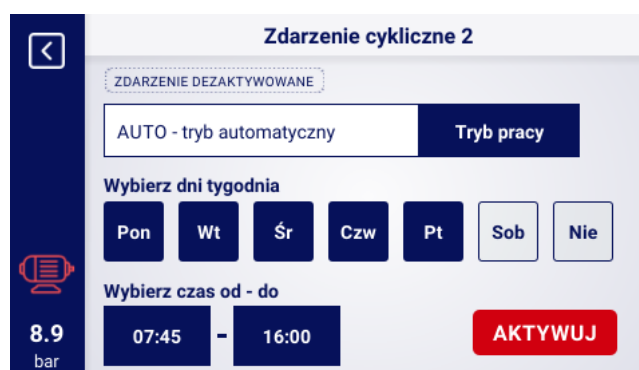 Zdarzenie cykliczne 2
ZDARZENIE DEZAKTYWOWANE
AUTO - tryb automatyczny Tryb pracy
Wybierz dni tygodnia
Pon Wt Śr Czw Pt Sob Nie
Wybierz czas od - do
07:45 - 16:00 AKTYWUJ
8.9
bar